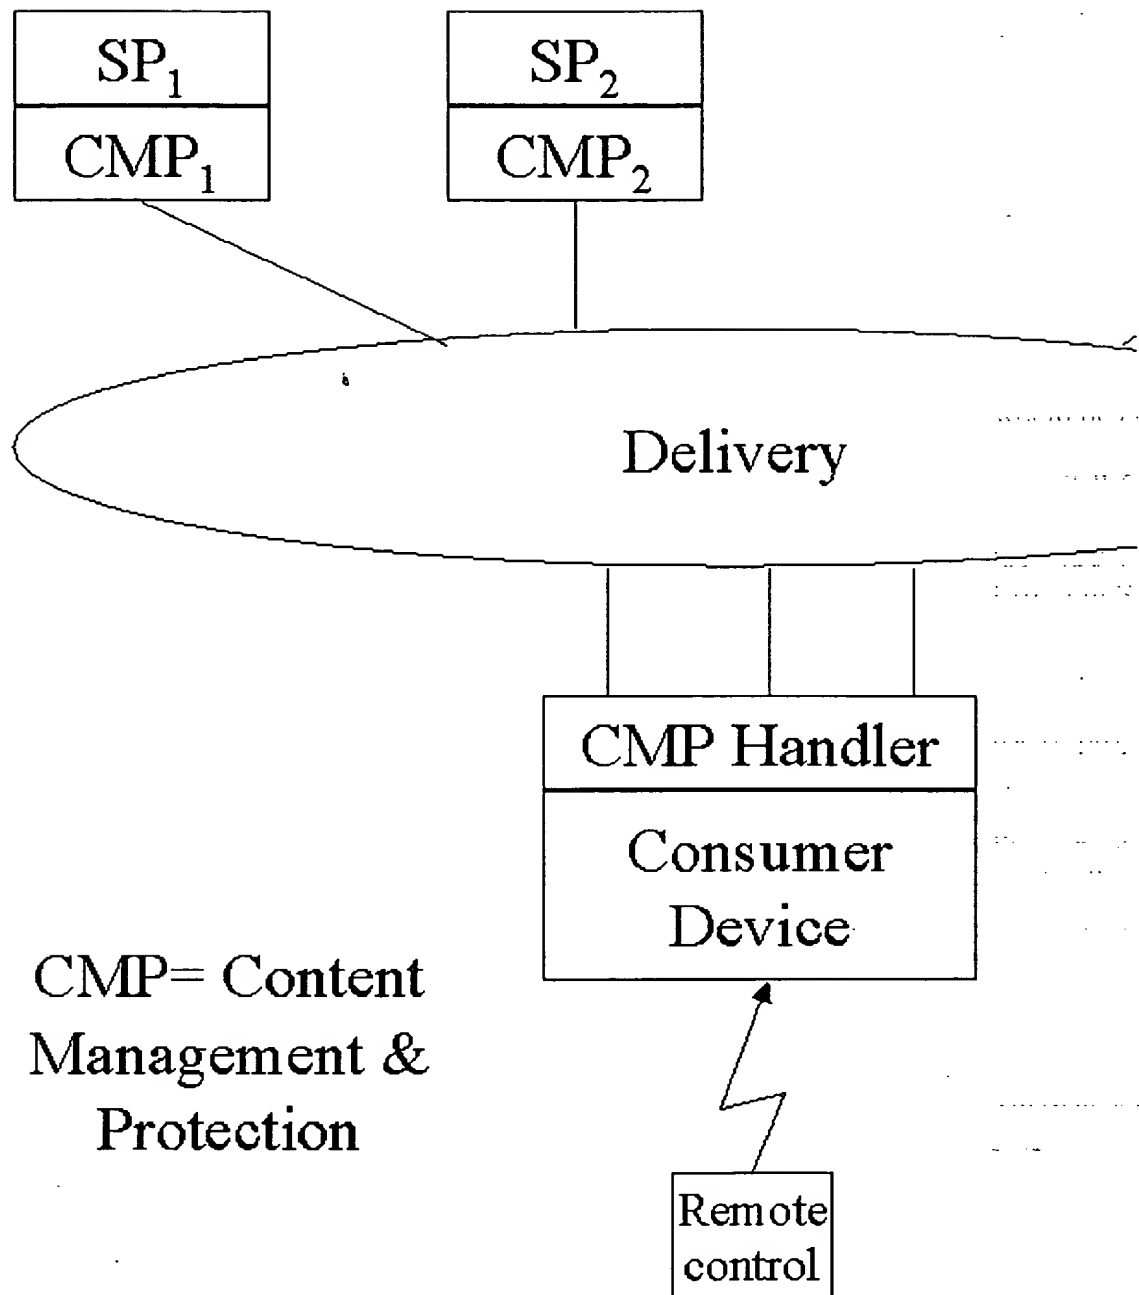 SP₁
SP₂
CMP₁
CMP₂
Delivery
CMP Handler
Consumer
Device
CMP= Content
Management &
Protection
Remote
control